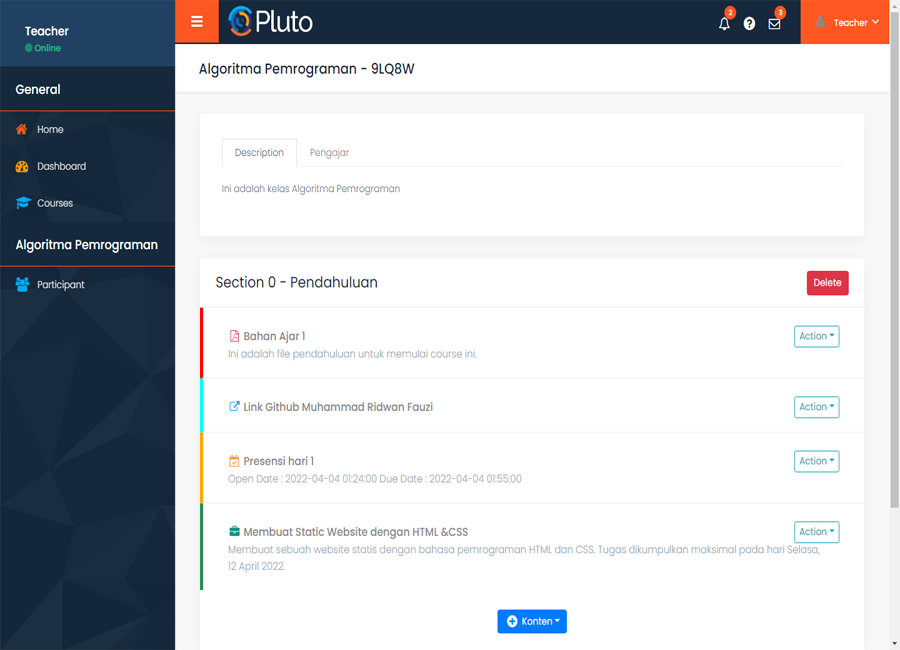 Teacher
Online
General
Home
Dashboard
Courses
Algoritma Pemrograman
Participant
Pluto
2
3
Teacher
Algoritma Pemrograman - 9LQ8W
Description
Pengajar
Ini adalah kelas Algoritma Pemrograman
Section 0 - Pendahuluan
Delete
Bahan Ajar 1
Action
Ini adalah file pendahuluan untuk memulai course ini.
Link Github Muhammad Ridwan Fauzi
Action
Presensi hari 1
Action
Open Date : 2022-04-04 01:24:00 Due Date : 2022-04-04 01:55:00
Membuat Static Website dengan HTML &CSS
Action
Membuat sebuah website statis dengan bahasa pemrograman HTML dan CSS. Tugas dikumpulkan maksimal pada hari Selasa,
12 April 2022.
Konten